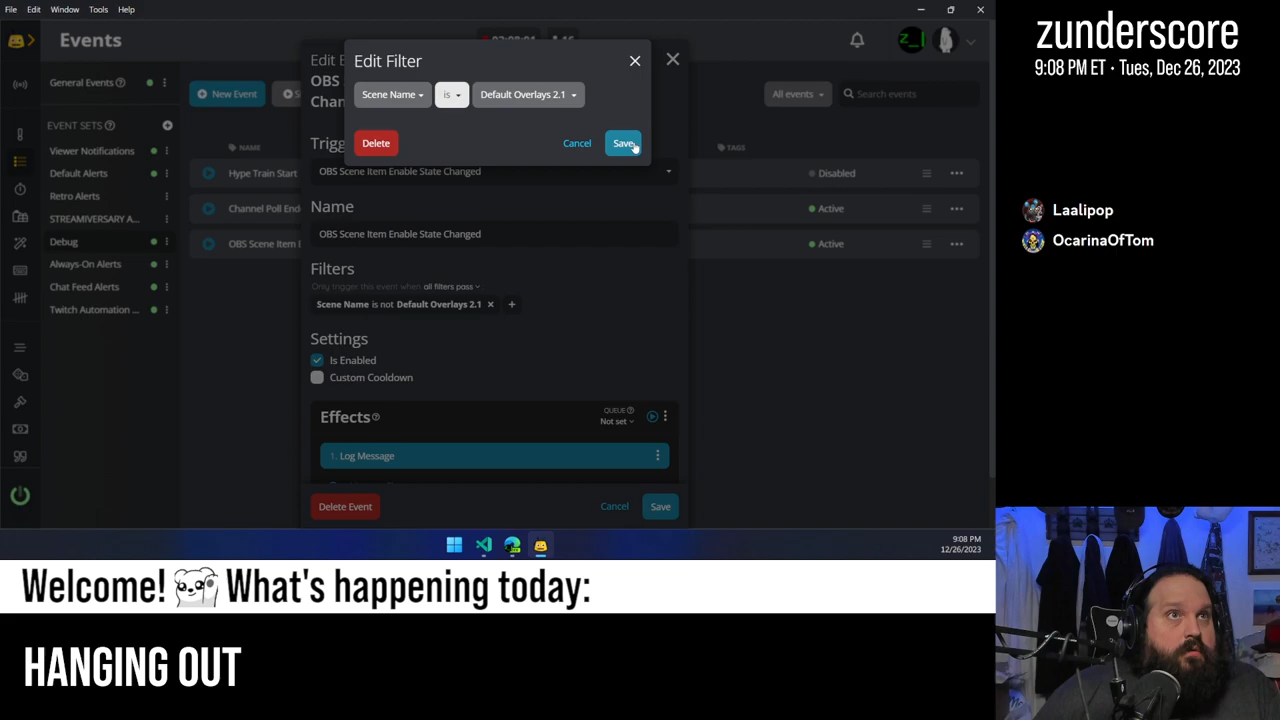 File Edit Window Tools Help
Events
General Events
New Event
All events
Search events
EVENT SETS
Viewer Notifications
Default Alerts
Retro Alerts
STREAMIVERSARY A...
Debug
Always-On Alerts
Chat Feed Alerts
Twitch Automation ...
NAME
TAGS
Hype Train Start
Disabled
Channel Poll End
Active
OBS Scene Item E
Active
Edit Filter
Scene Name is Default Overlays 2.1
Delete Cancel Save
OBS Scene Item Enable State Changed
Name
OBS Scene Item Enable State Changed
Filters
Only trigger this event when all filters pass
Scene Name is not Default Overlays 2.1
Settings
Is Enabled
Custom Cooldown
Effects
QUEUE
Not set
1. Log Message
Delete Event Cancel Save
9:08 PM
12/26/2023
zunderscore
9:08 PM ET • Tues, Dec 26, 2023
Laalipop
OcarinaOfTom
Welcome! What's happening today:
HANGING OUT